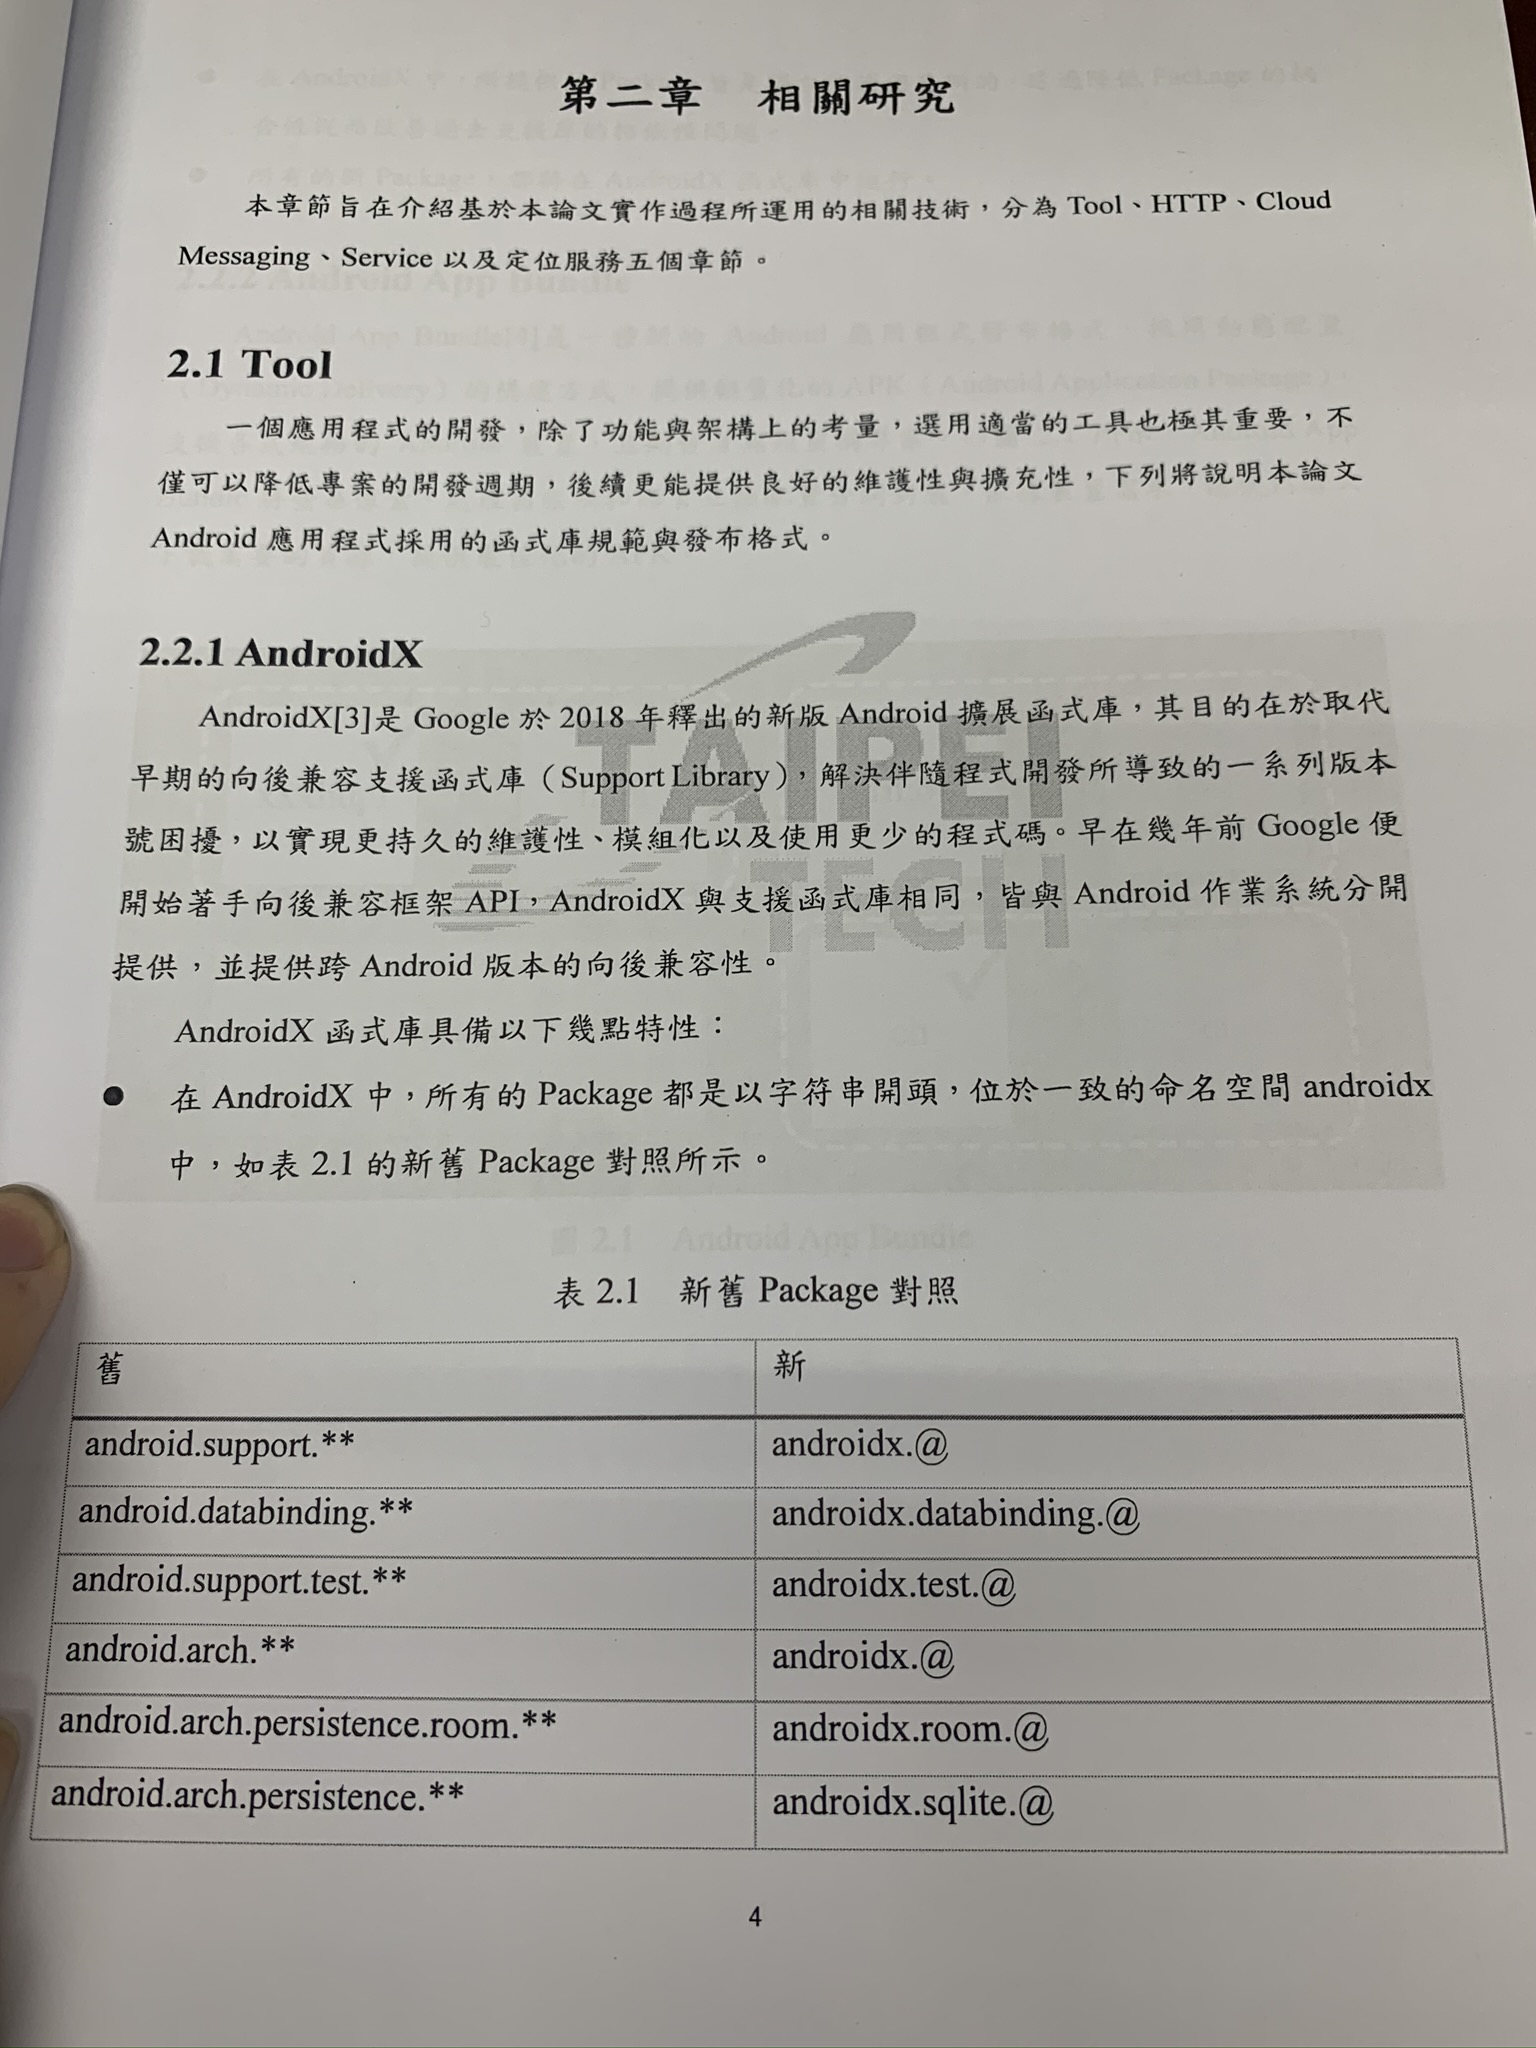 第二章　相關研究
本章節旨在介紹基於本論文實作過程所運用的相關技術，分為 Tool、HTTP、Cloud
Messaging、Service 以及定位服務五個章節。
2.1 Tool
一個應用程式的開發，除了功能與架構上的考量，選用適當的工具也極其重要，不
僅可以降低專案的開發週期，後續更能提供良好的維護性與擴充性，下列將說明本論文
Android 應用程式採用的函式庫規範與發布格式。
2.2.1 AndroidX
AndroidX[3]是 Google 於 2018 年釋出的新版 Android 擴展函式庫，其目的在於取代
早期的向後兼容支援函式庫（Support Library），解決伴隨程式開發所導致的一系列版本
號困擾，以實現更持久的維護性、模組化以及使用更少的程式碼。早在幾年前 Google 便
開始著手向後兼容框架 API，AndroidX 與支援函式庫相同，皆與 Android 作業系統分開
提供，並提供跨 Android 版本的向後兼容性。
AndroidX 函式庫具備以下幾點特性：
● 在 AndroidX 中，所有的 Package 都是以字符串開頭，位於一致的命名空間 androidx
中，如表 2.1 的新舊 Package 對照所示。
TAIPEI
TECH
圖 2.1 Android App Bundle
表 2.1　新舊 Package 對照
舊 新
android.support.** androidx.@
android.databinding.** androidx.databinding.@
android.support.test.** androidx.test.@
android.arch.** androidx.@
android.arch.persistence.room.** androidx.room.@
android.arch.persistence.** androidx.sqlite.@
4